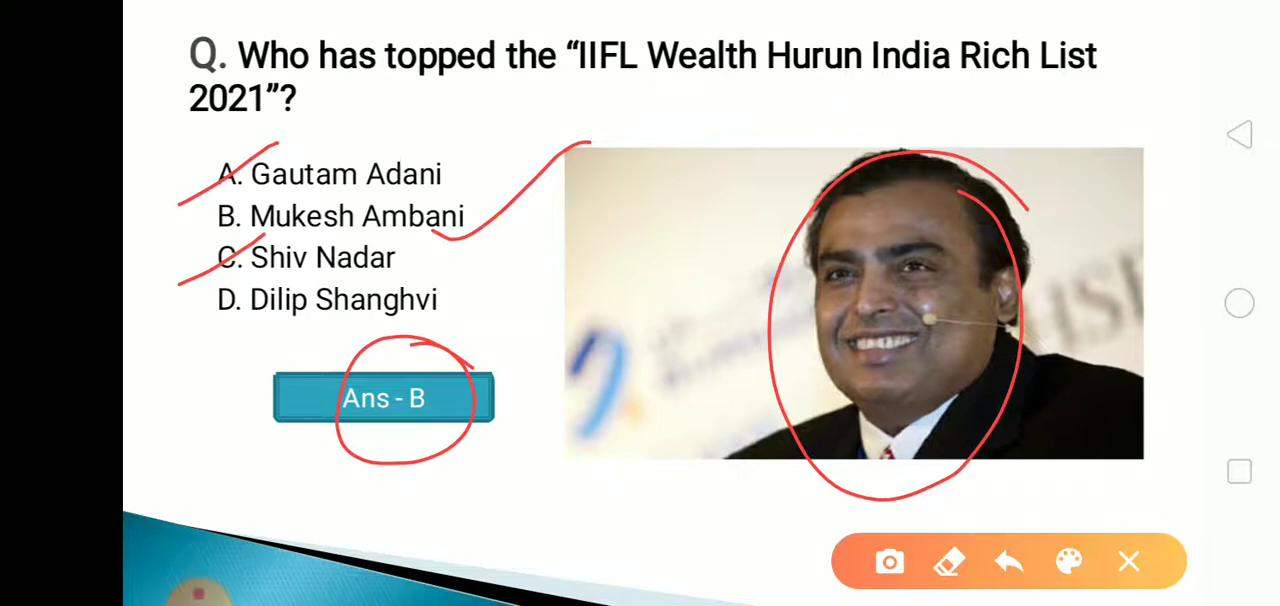 Q. Who has topped the “IIFL Wealth Hurun India Rich List
2021”?
A. Gautam Adani
B. Mukesh Ambani
C. Shiv Nadar
D. Dilip Shanghvi
Ans - B